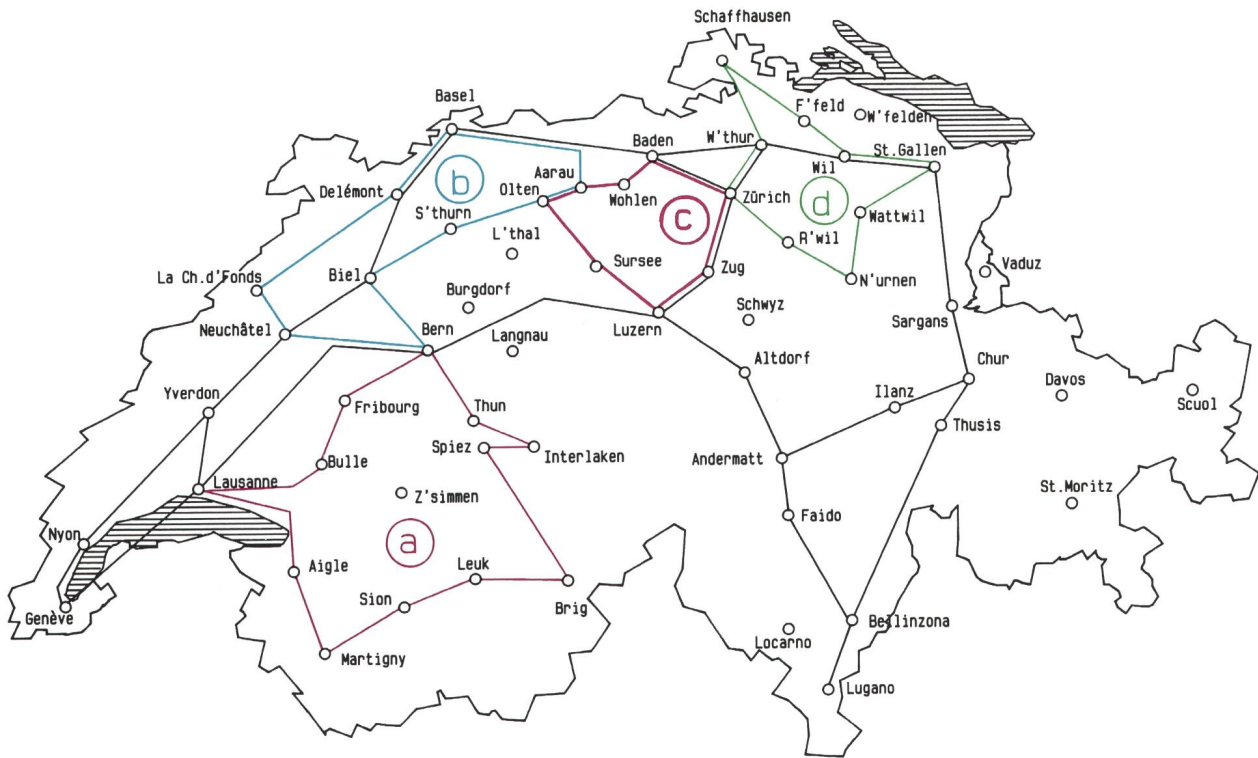 Schaffhausen
Basel
F'feld
W'felden
Baden
W'thur
St.Gallen
Wil
Aarau
b
Delémont
Olten
Wohlen
Zürich
d
S'thurn
c
Wattwil
L'thal
R'wil
La Ch.d'Fonds
Biel
Sursee
Zug
N'urnen
Vaduz
Burgdorf
Schwyz
Neuchâtel
Bern
Luzern
Sargans
Langnau
Altdorf
Chur
Yverdon
Fribourg
Thun
Ilanz
Davos
Scuol
Thusis
Spiez
Interlaken
Andermatt
Bulle
Lausanne
Z'simmen
St.Moritz
Faido
Nyon
a
Aigle
Leuk
Sion
Brig
Genève
Bellinzona
Locarno
Martigny
Lugano